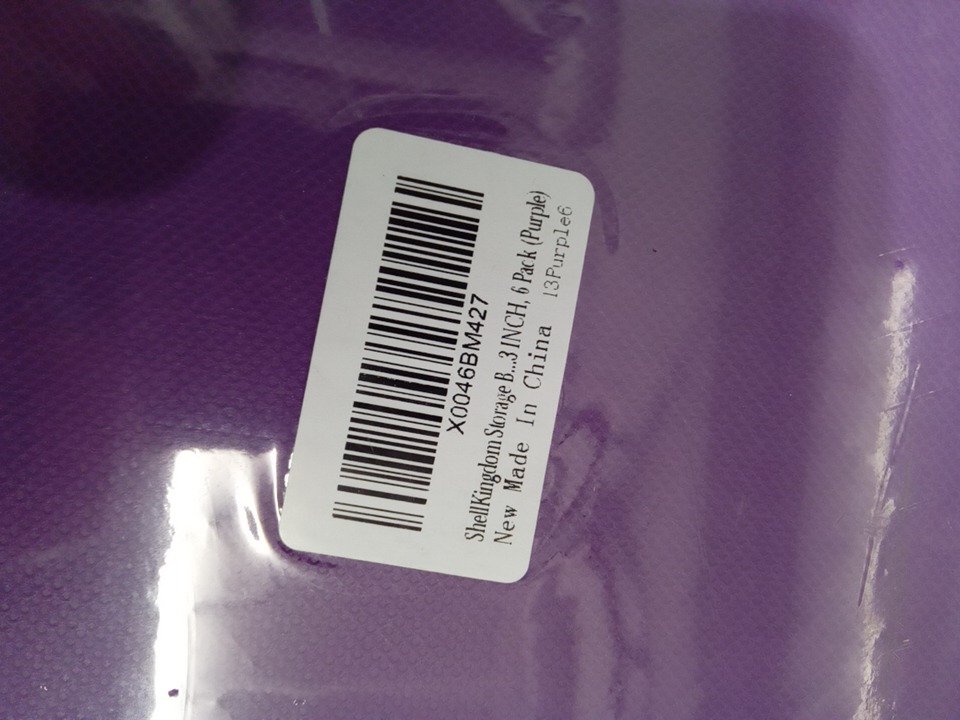 X0046BM427
ShellKingdom Storage B...3 INCH, 6 Pack (Purple)
New Made In China 13Purple6